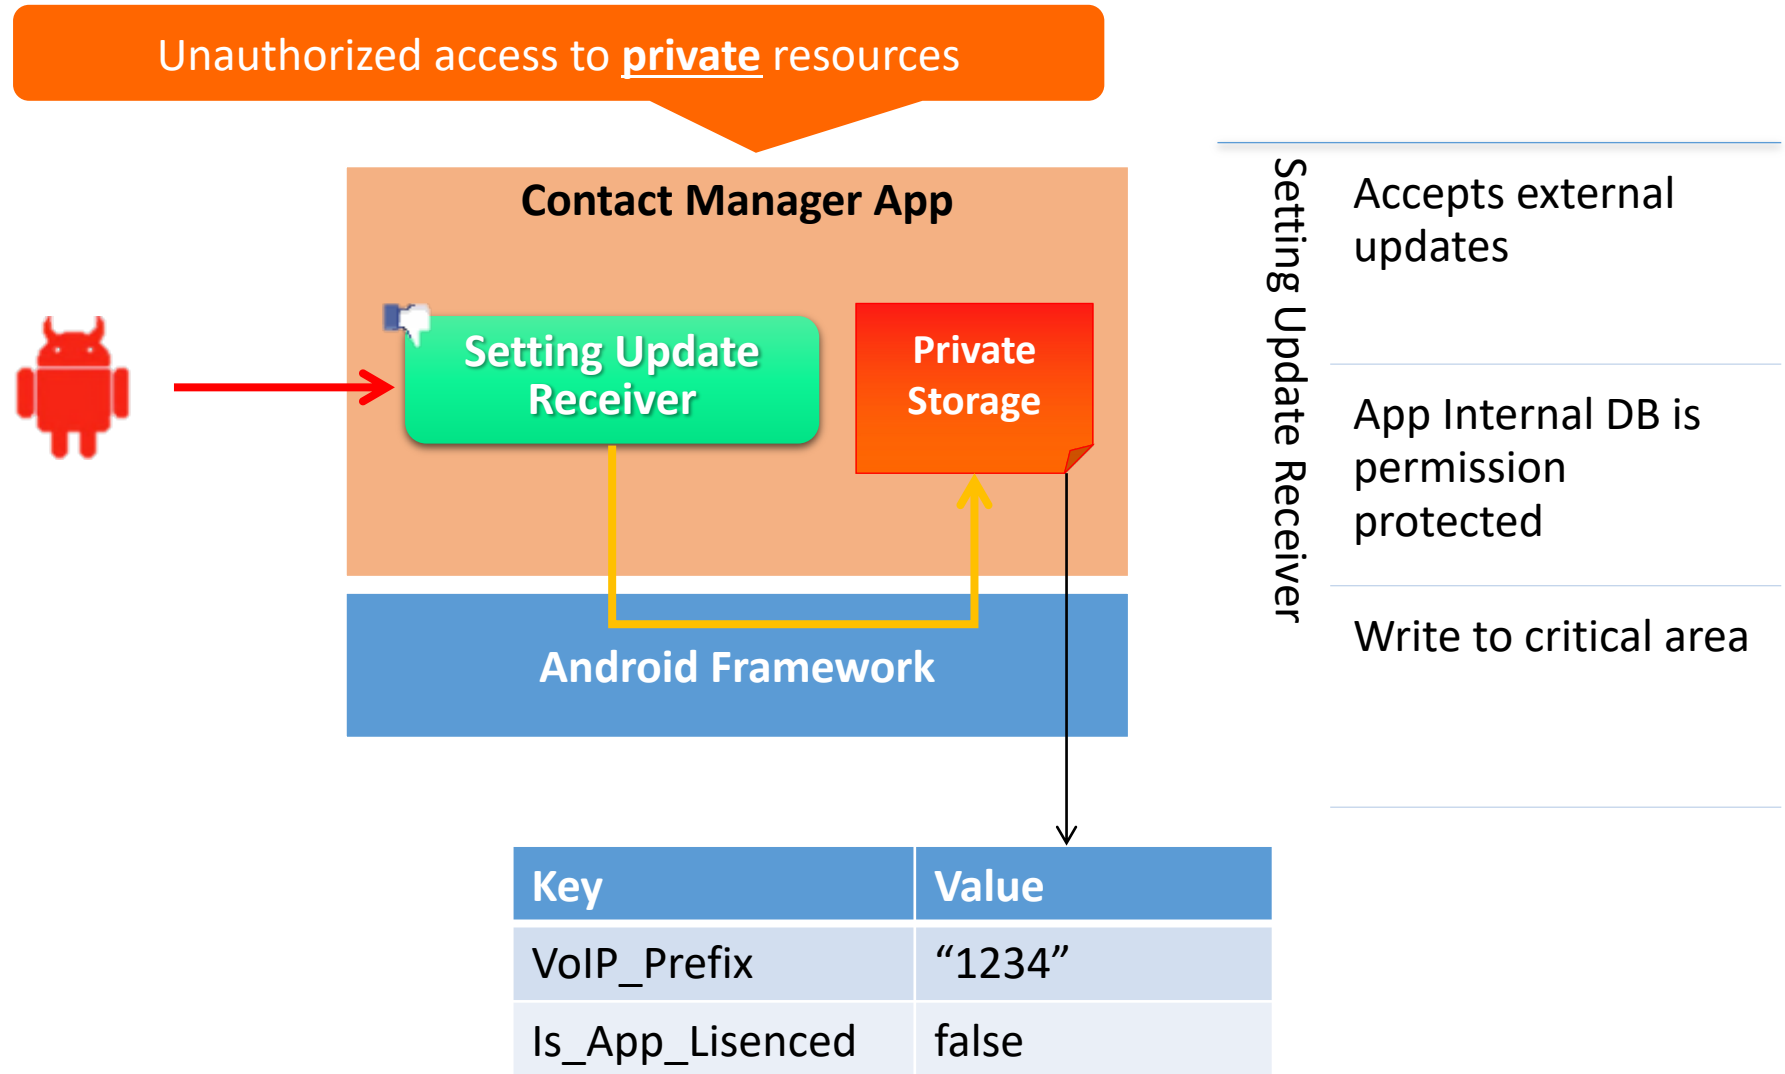 Unauthorized access to private resources
Contact Manager App
Setting Update
Receiver
Private
Storage
Android Framework
Setting Update Receiver
Accepts external
updates
App Internal DB is
permission
protected
Write to critical area
Key Value
VoIP_Prefix “1234”
Is_App_Lisenced false